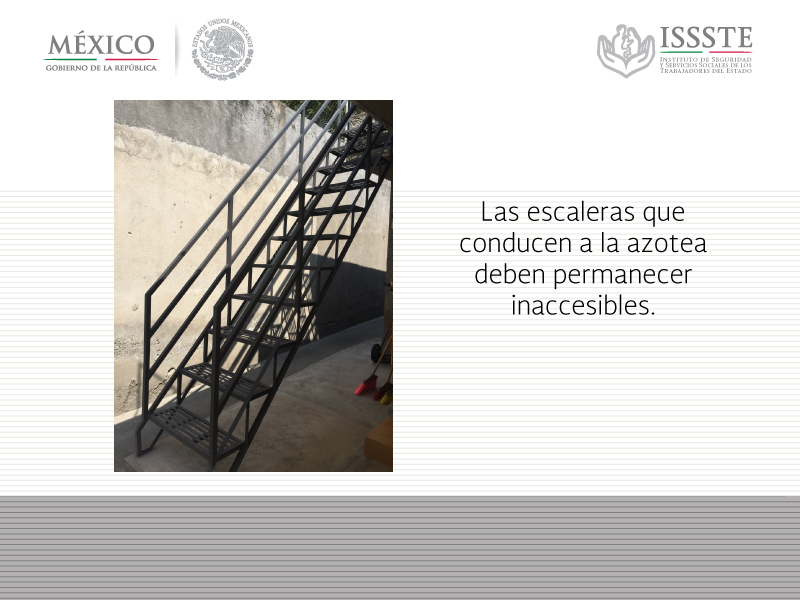 MÉXICO
GOBIERNO DE LA REPÚBLICA
ESTADOS UNIDOS MEXICANOS
ISSSTE
INSTITUTO DE SEGURIDAD
Y SERVICIOS SOCIALES DE LOS
TRABAJADORES DEL ESTADO
Las escaleras que
conducen a la azotea
deben permanecer
inaccesibles.